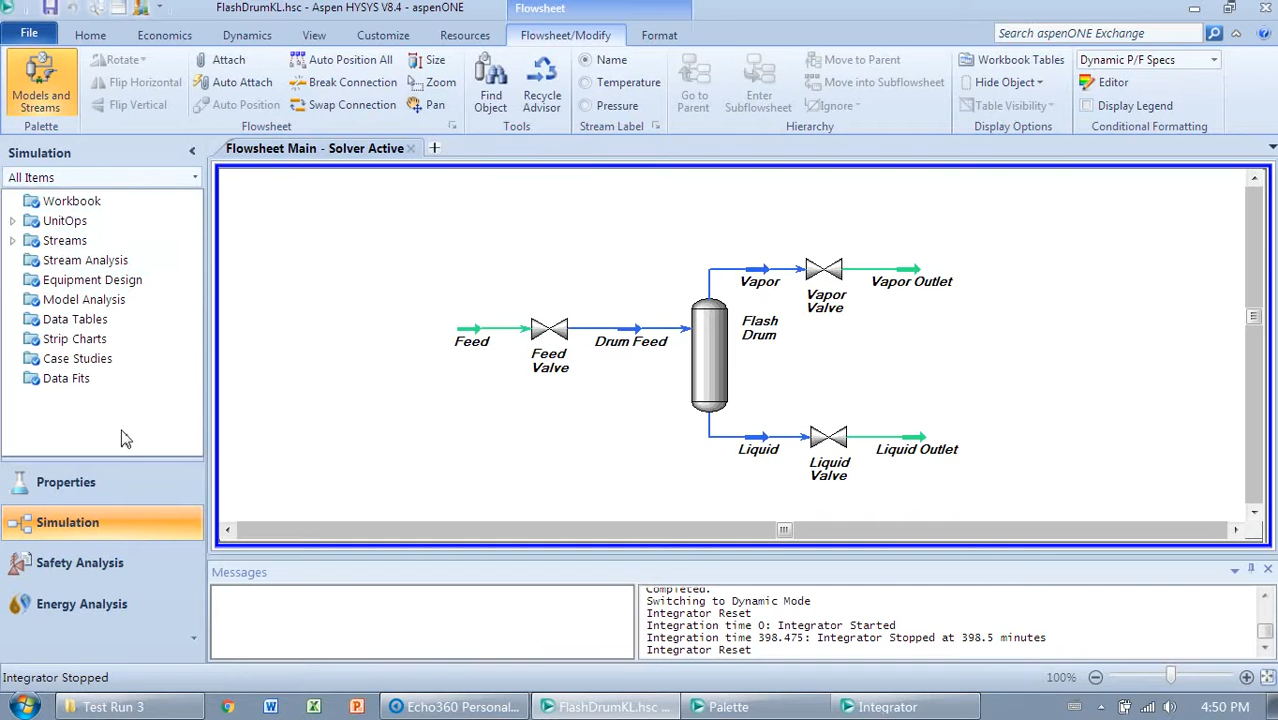 FlashDrumKL.hsc - Aspen HYSYS V8.4 - aspenONE
Flowsheet
File
Home
Economics
Dynamics
View
Customize
Resources
Flowsheet/Modify
Format
Search aspenONE Exchange
Models and
Streams
Palette
Rotate
Flip Horizontal
Flip Vertical
Attach
Auto Attach
Auto Position
Auto Position All
Break Connection
Swap Connection
Size
Zoom
Pan
Flowsheet
Find
Object
Recycle
Advisor
Tools
Name
Temperature
Pressure
Stream Label
Go to
Parent
Enter
Subflowsheet
Move to Parent
Move into Subflowsheet
Ignore
Hierarchy
Workbook Tables
Hide Object
Table Visibility
Display Options
Dynamic P/F Specs
Editor
Display Legend
Conditional Formatting
Simulation
All Items
Workbook
UnitOps
Streams
Stream Analysis
Equipment Design
Model Analysis
Data Tables
Strip Charts
Case Studies
Data Fits
Properties
Simulation
Safety Analysis
Energy Analysis
Flowsheet Main - Solver Active
Vapor
Vapor
Valve
Vapor Outlet
Flash
Drum
Feed
Feed
Valve
Drum Feed
Liquid
Liquid
Valve
Liquid Outlet
Messages
Completed.
Switching to Dynamic Mode
Integrator Reset
Integration time 0: Integrator Started
Integration time 398.475: Integrator Stopped at 398.5 minutes
Integrator Reset
Integrator Stopped
100%
Test Run 3
Echo360 Personal...
FlashDrumKL.hsc ...
Palette
Integrator
4:50 PM